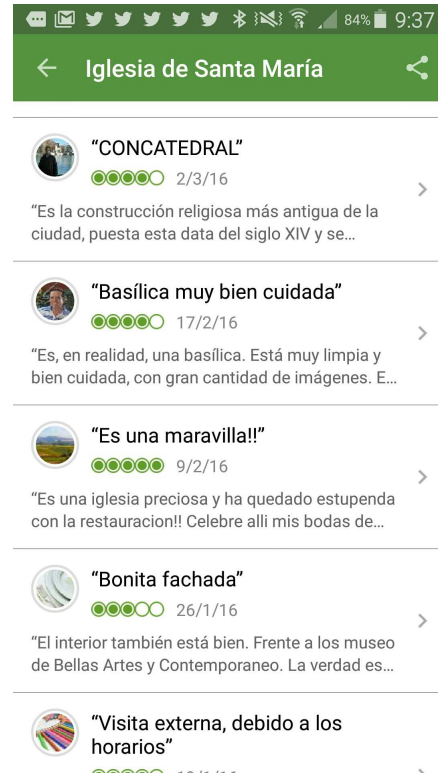 84% 9:37
Iglesia de Santa María
“CONCATEDRAL”
2/3/16
“Es la construcción religiosa más antigua de la
ciudad, puesta esta data del siglo XIV y se...
“Basílica muy bien cuidada”
17/2/16
“Es, en realidad, una basílica. Está muy limpia y
bien cuidada, con gran cantidad de imágenes. E...
“Es una maravilla!!”
9/2/16
“Es una iglesia preciosa y ha quedado estupenda
con la restauracion!! Celebre alli mis bodas de...
“Bonita fachada”
26/1/16
“El interior también está bien. Frente a los museo
de Bellas Artes y Contemporaneo. La verdad es...
“Visita externa, debido a los
horarios”